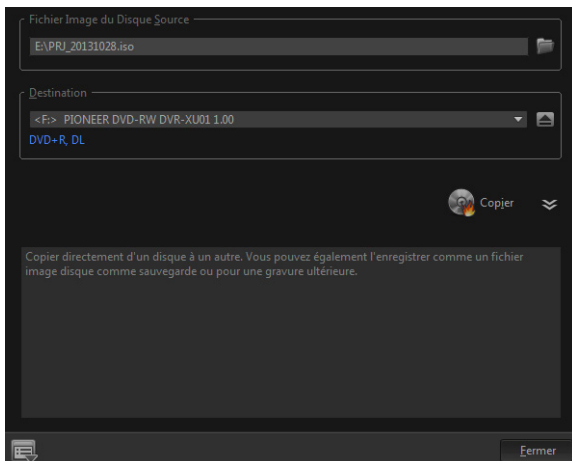 Fichier Image du Disque Source
E:\PRJ_20131028.iso
Destination
<F:> PIONEER DVD-RW DVR-XU01 1.00
DVD+R, DL
Copier
Copier directement d'un disque à un autre. Vous pouvez également l'enregistrer comme un fichier
image disque comme sauvegarde ou pour une gravure ultérieure.
Fermer